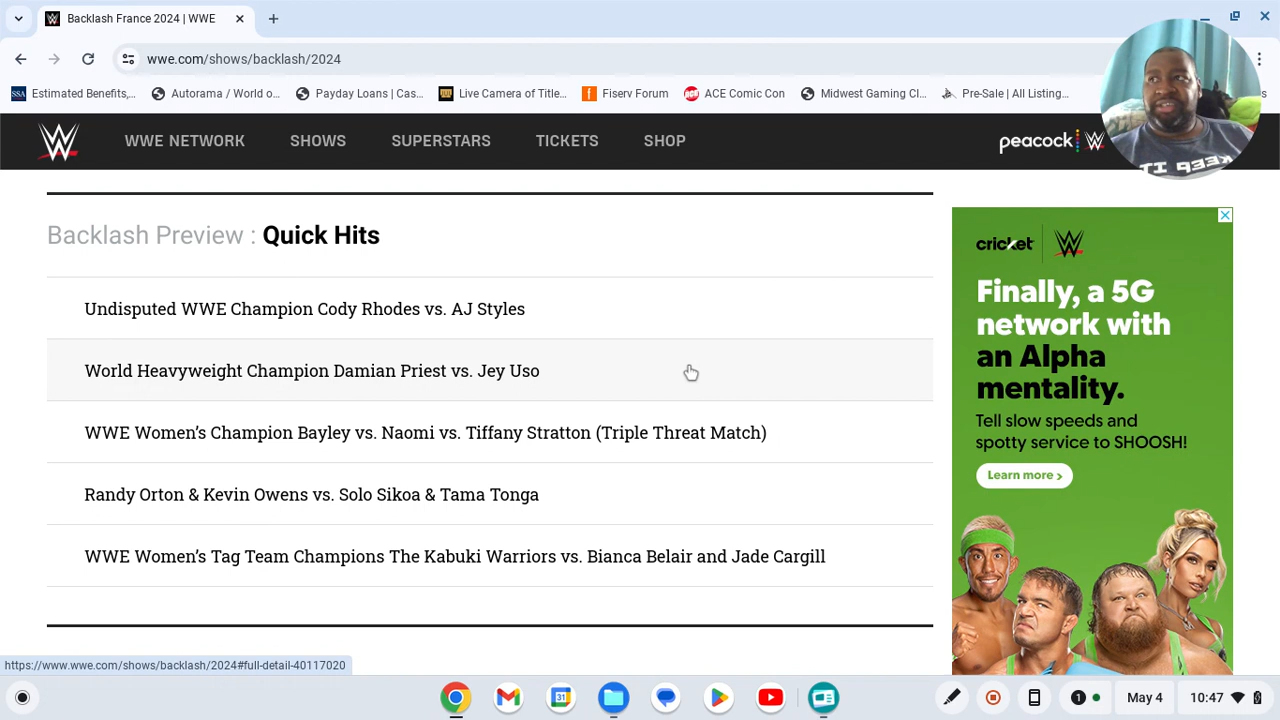 Backlash France 2024 | WWE
wwe.com/shows/backlash/2024
Estimated Benefits,... Autorama / World o... Payday Loans | Cas... Live Camera of Title... Fiserv Forum ACE Comic Con Midwest Gaming Cl... Pre-Sale | All Listing...
WWE NETWORK SHOWS SUPERSTARS TICKETS SHOP peacock W
KEEP IT
Backlash Preview : Quick Hits
Undisputed WWE Champion Cody Rhodes vs. AJ Styles
World Heavyweight Champion Damian Priest vs. Jey Uso
WWE Women’s Champion Bayley vs. Naomi vs. Tiffany Stratton (Triple Threat Match)
Randy Orton & Kevin Owens vs. Solo Sikoa & Tama Tonga
WWE Women’s Tag Team Champions The Kabuki Warriors vs. Bianca Belair and Jade Cargill
cricket W
Finally, a 5G
network with
an Alpha
mentality.
Tell slow speeds and
spotty service to SHOOSH!
Learn more >
https://www.wwe.com/shows/backlash/2024#full-detail-40117020
31 1 May 4 10:47